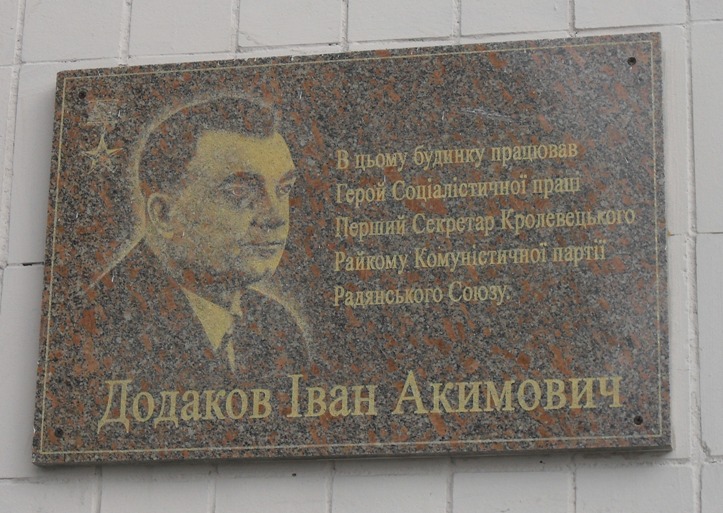 В цьому будинку працював
Герой Соціалістичної праці
Перший Секретар Кролевецького
Райкому Комуністичної партії
Радянського Союзу.
Додаков Іван Акимович